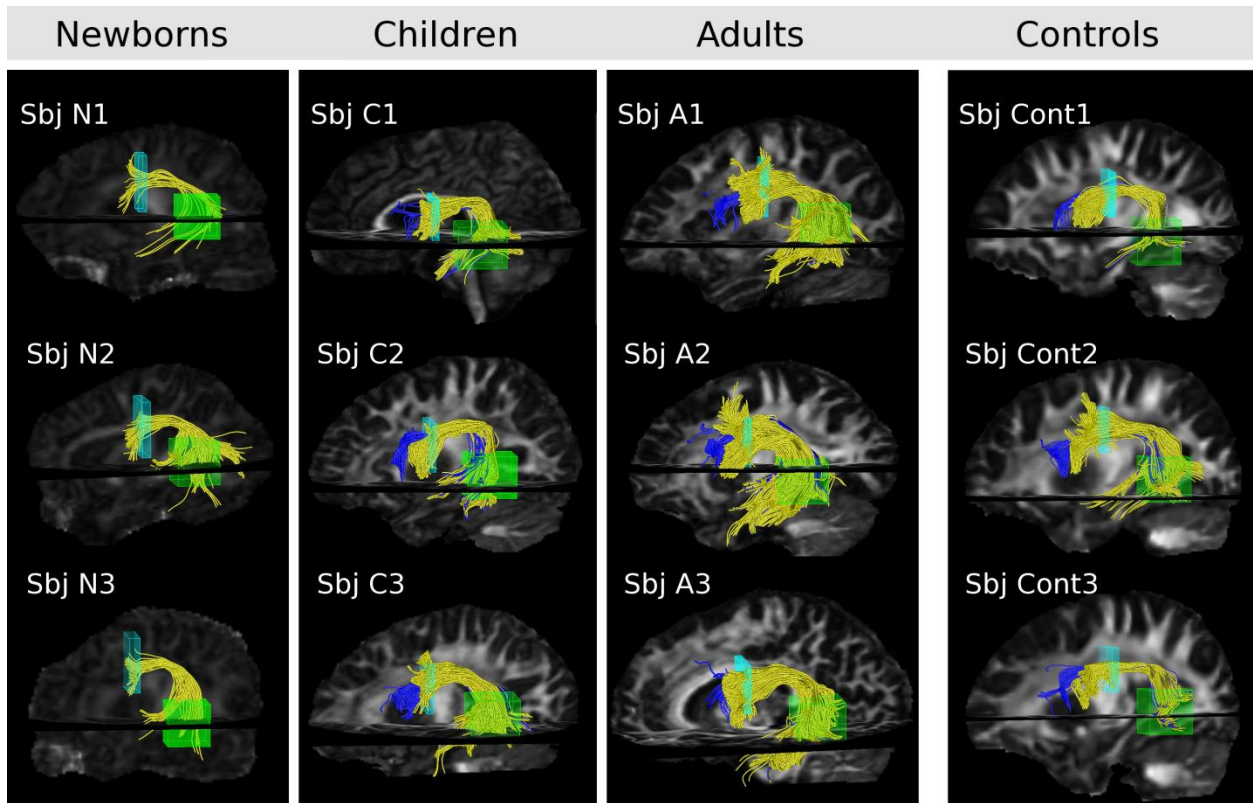 Newborns Children Adults Controls
Sbj N1 Sbj C1 Sbj A1 Sbj Cont1
Sbj N2 Sbj C2 Sbj A2 Sbj Cont2
Sbj N3 Sbj C3 Sbj A3 Sbj Cont3